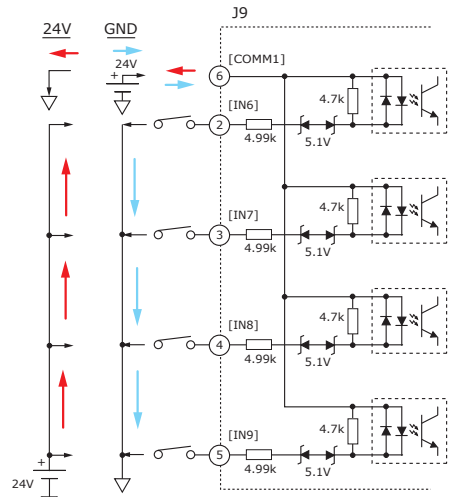 J9
24V GND
24V
[COMM1]
6
4.7k
[IN6]
2
4.99k
5.1V
[IN7]
4.7k
3
4.99k
5.1V
[IN8]
4.7k
4
4.99k
5.1V
[IN9]
4.7k
5
4.99k
5.1V
+
24V
+